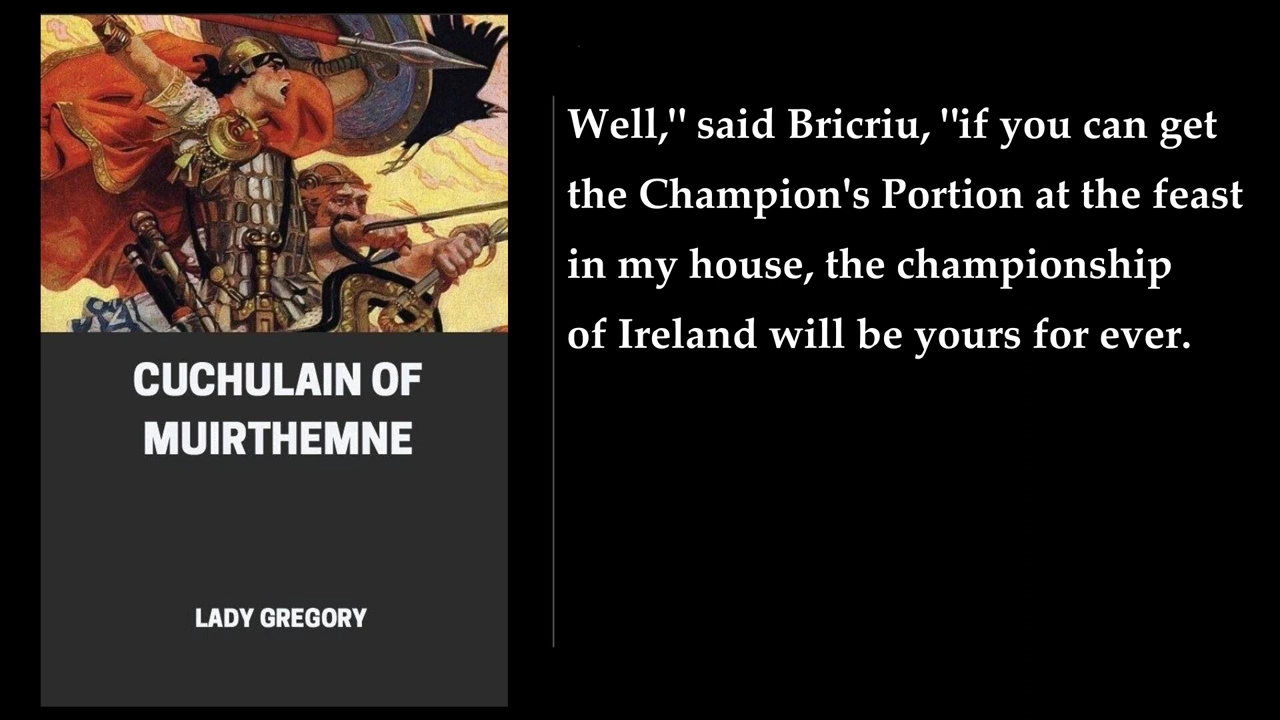 CUCHULAIN OF
MUIRTHEMNE
LADY GREGORY
Well," said Bricriu, "if you can get
the Champion's Portion at the feast
in my house, the championship
of Ireland will be yours for ever.